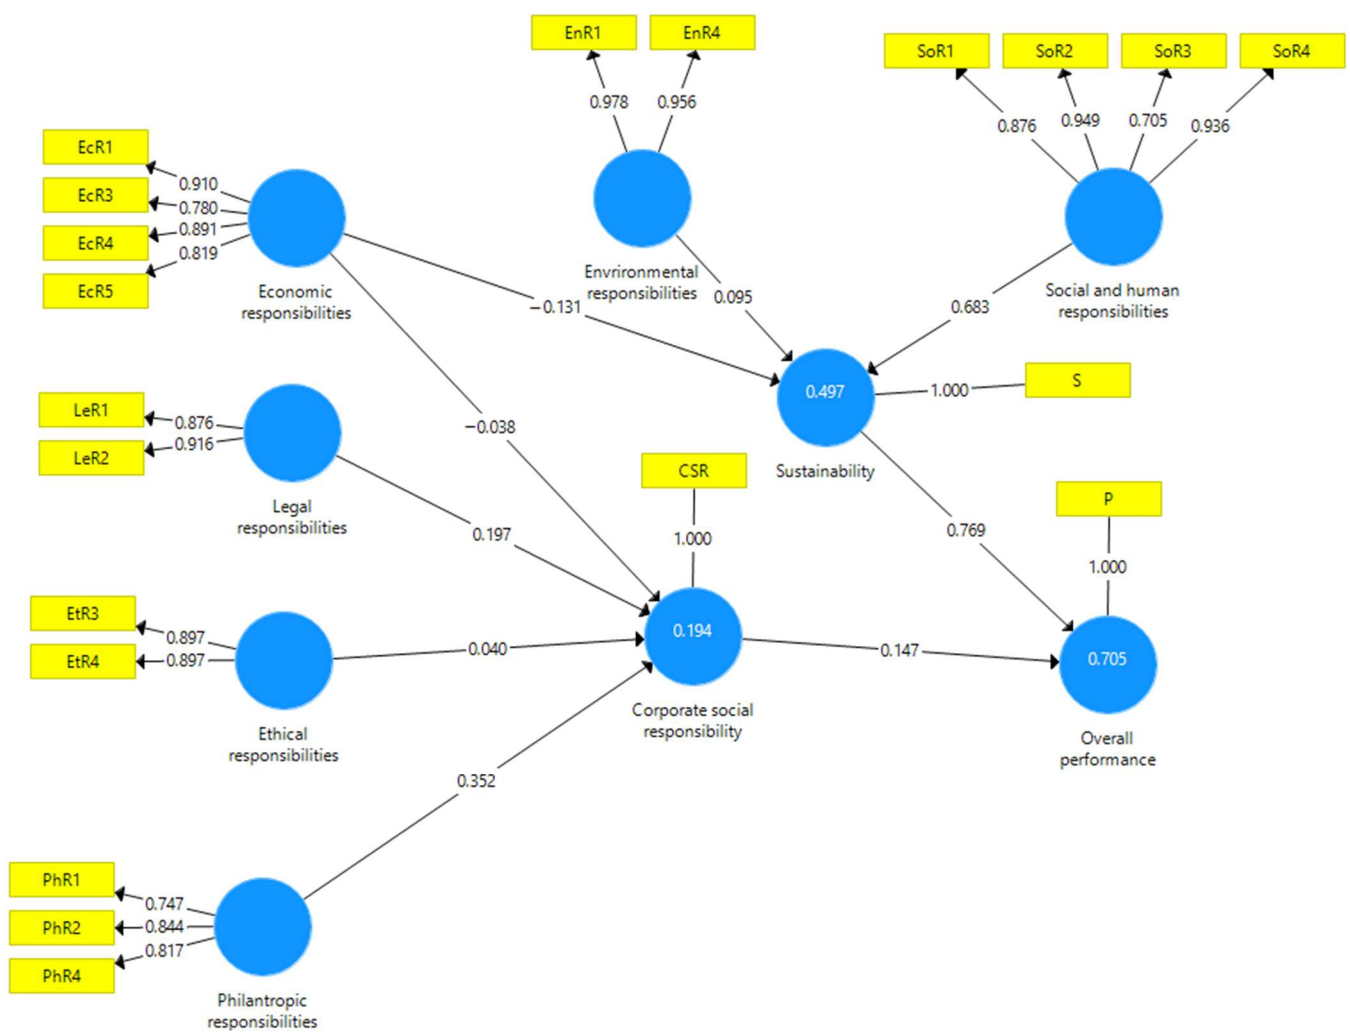 EnR1
EnR4
SoR1
SoR2
SoR3
SoR4
0.978
0.956
0.876
0.949
0.705
0.936
EcR1
EcR3
EcR4
EcR5
0.910
0.780
0.891
0.819
Economic
responsibilities
Envrironmental
responsibilities
Social and human
responsibilities
−0.131
0.095
0.683
LeR1
LeR2
0.876
0.916
Legal
responsibilities
−0.038
0.197
0.497
Sustainability
1.000
S
CSR
1.000
0.769
P
1.000
EtR3
EtR4
0.897
0.897
Ethical
responsibilities
0.040
0.194
Corporate social
responsibility
0.147
0.705
Overall
performance
0.352
PhR1
PhR2
PhR4
0.747
0.844
0.817
Philantropic
responsibilities